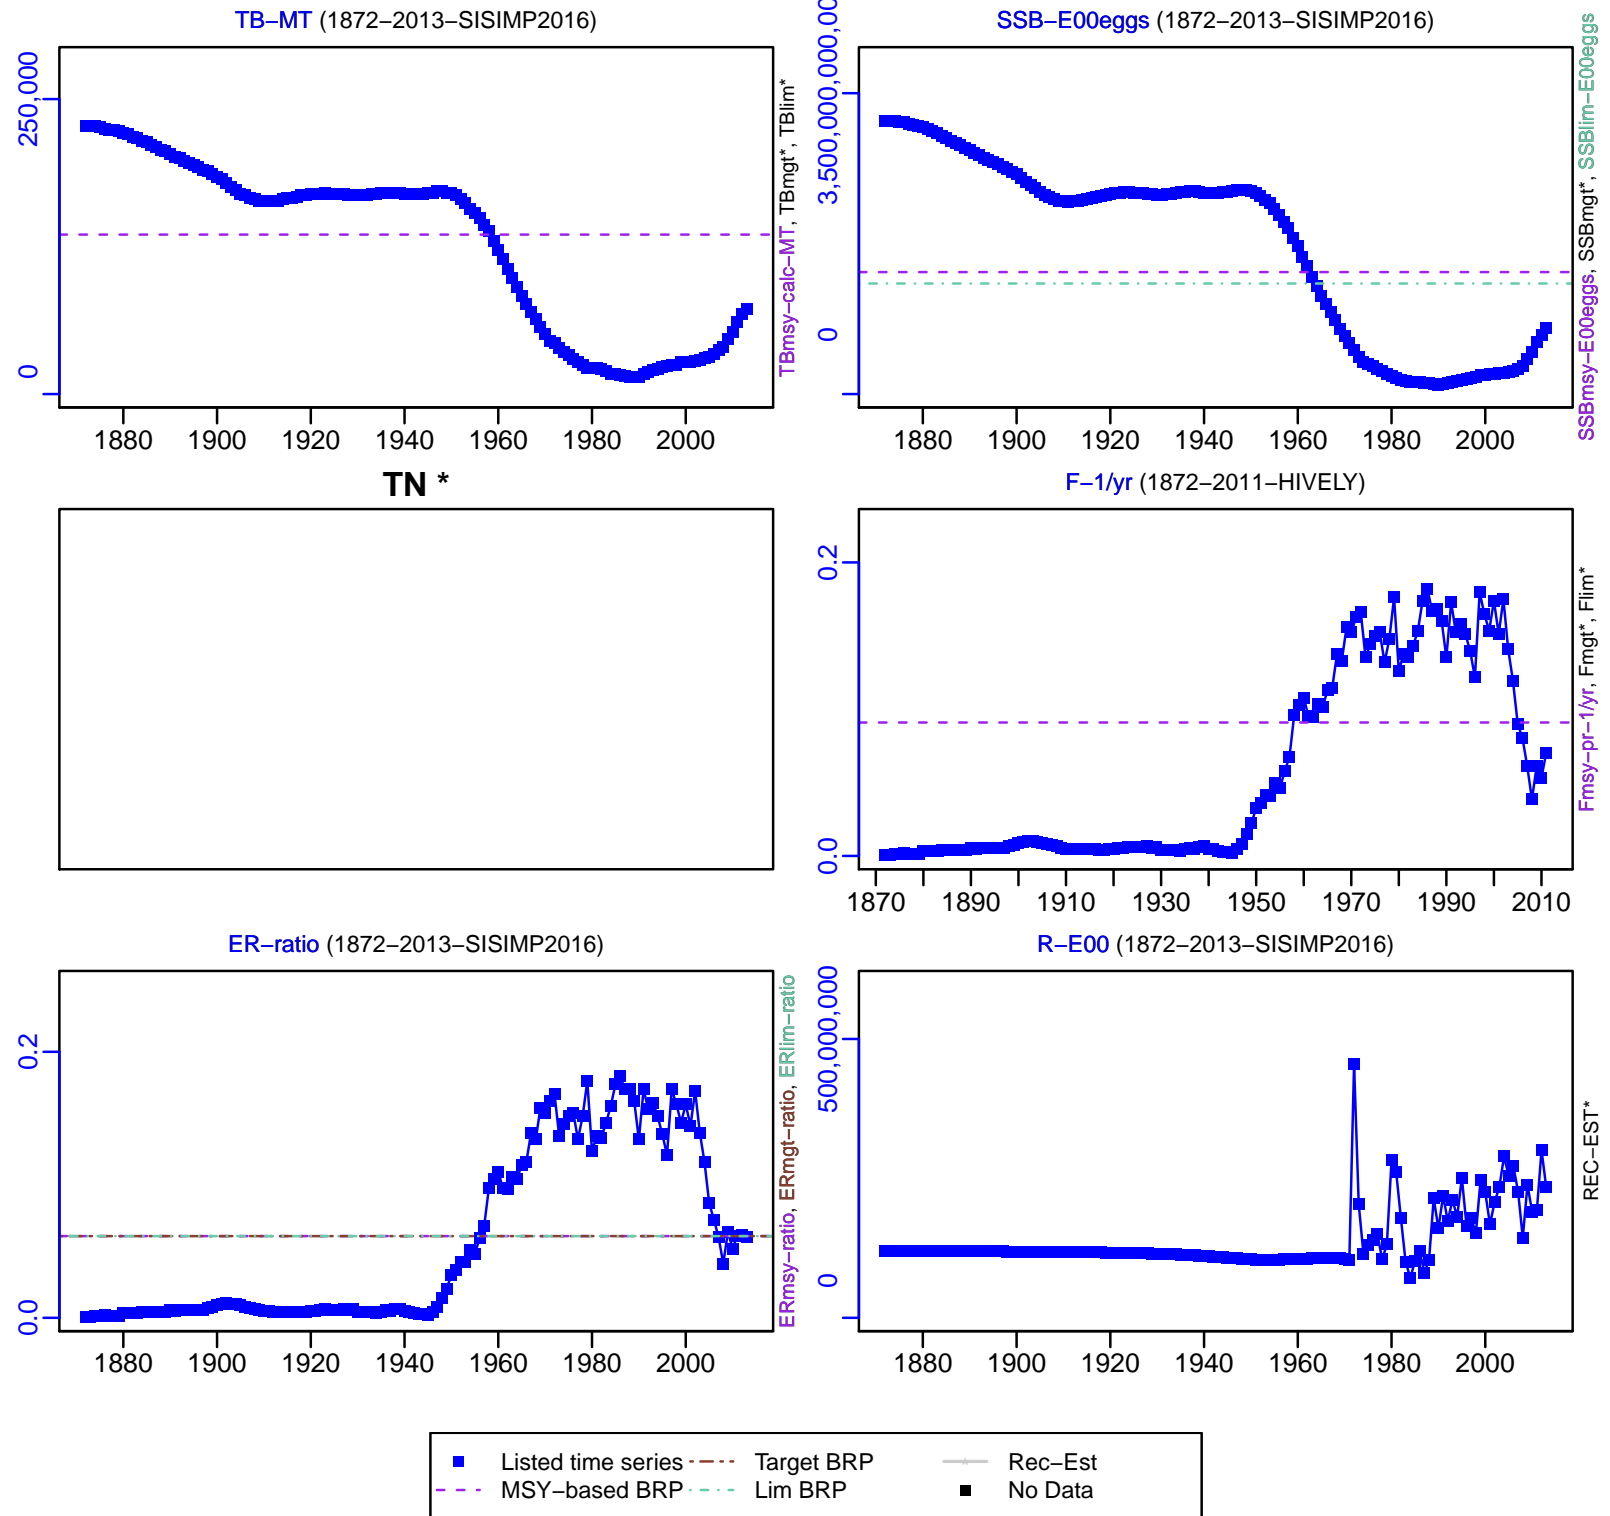 TB−MT (1872−2013−SISIMP2016)
250,000
0
1880 1900 1920 1940 1960 1980 2000
TBmsy−calc−MT, TBmgt*, TBlim*
SSB−E00eggs (1872−2013−SISIMP2016)
3,500,000,00
0
1880 1900 1920 1940 1960 1980 2000
SSBmsy−E00eggs, SSBmgt*, SSBlim−E00eggs
TN *
F−1/yr (1872−2011−HIVELY)
0.2
0.0
1870 1890 1910 1930 1950 1970 1990 2010
Fmsy−pr−1/yr, Fmgt*, Flim*
ER−ratio (1872−2013−SISIMP2016)
0.2
0.0
1880 1900 1920 1940 1960 1980 2000
ERmsy−ratio, ERmgt−ratio, ERlim−ratio
R−E00 (1872−2013−SISIMP2016)
500,000,000
0
1880 1900 1920 1940 1960 1980 2000
REC−EST*
Listed time series Target BRP Rec−Est
MSY−based BRP Lim BRP No Data